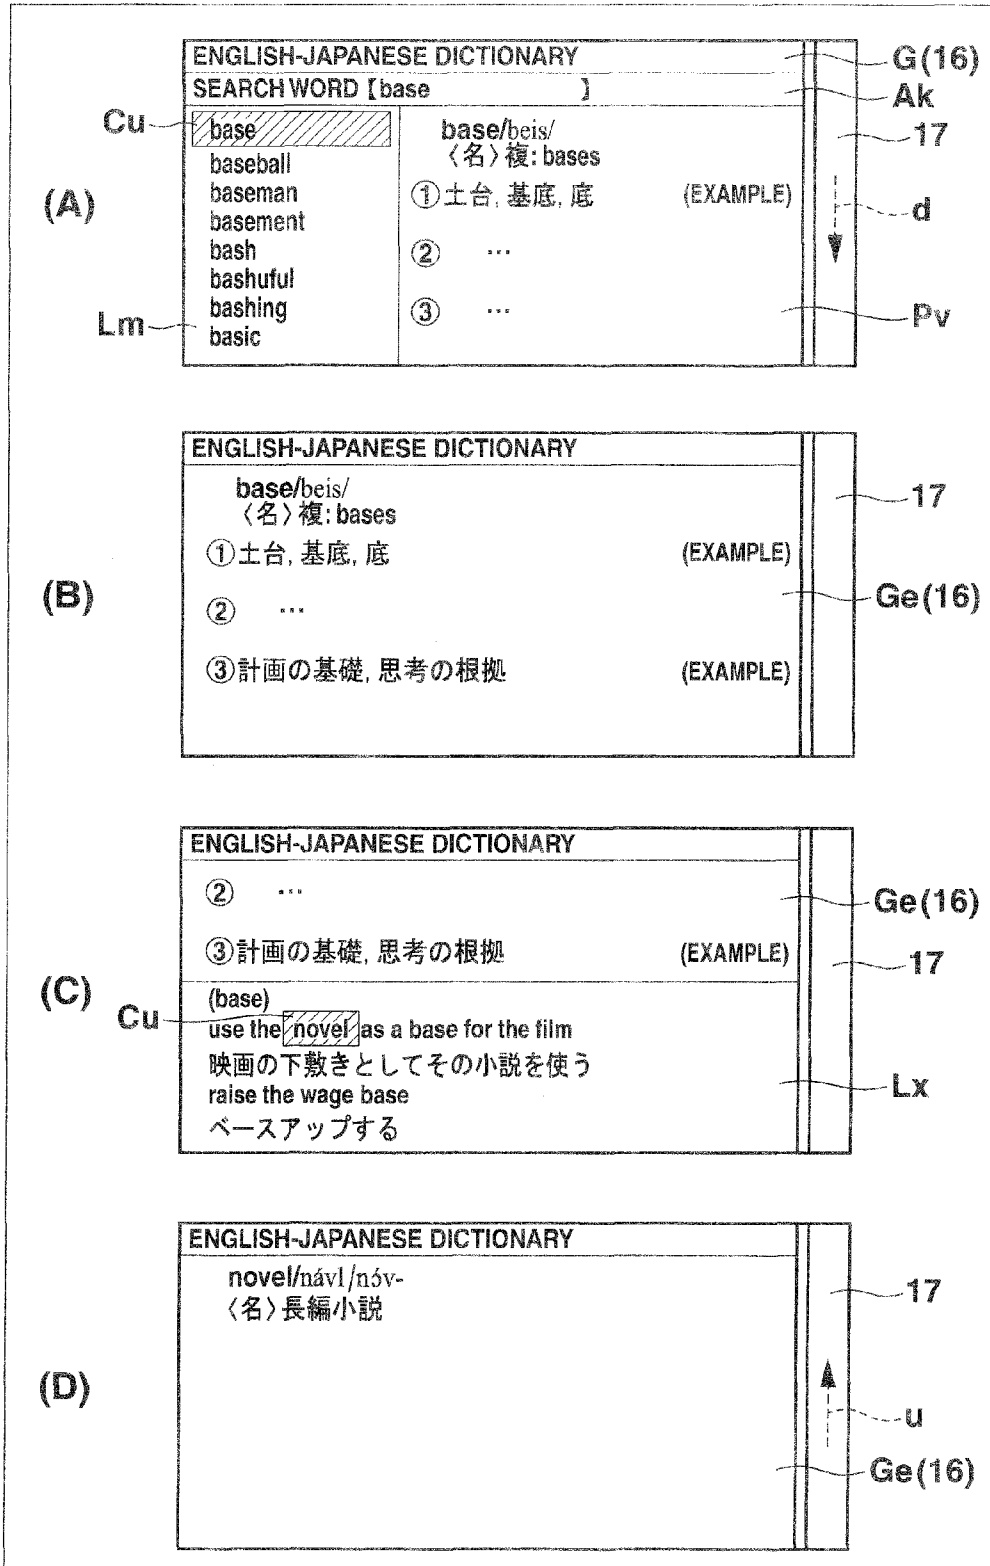 (A)
ENGLISH-JAPANESE DICTIONARY
G(16)
SEARCH WORD【base 】
Ak
Cu
base
baseball
baseman
basement
bash
bashuful
bashing
basic
Lm
base/beis/
〈名〉複: bases
①土台, 基底, 底 (EXAMPLE)
② …
③ …
17
d
Pv
(B)
ENGLISH-JAPANESE DICTIONARY
base/beis/
〈名〉複: bases
①土台, 基底, 底 (EXAMPLE)
② …
③計画の基礎, 思考の根拠 (EXAMPLE)
17
Ge(16)
(C)
ENGLISH-JAPANESE DICTIONARY
② …
③計画の基礎, 思考の根拠 (EXAMPLE)
Ge(16)
17
Cu
(base)
use the novel as a base for the film
映画の下敷きとしてその小説を使う
raise the wage base
ベースアップする
Lx
(D)
ENGLISH-JAPANESE DICTIONARY
novel/návl/nɔ́v-
〈名〉長編小説
17
u
Ge(16)